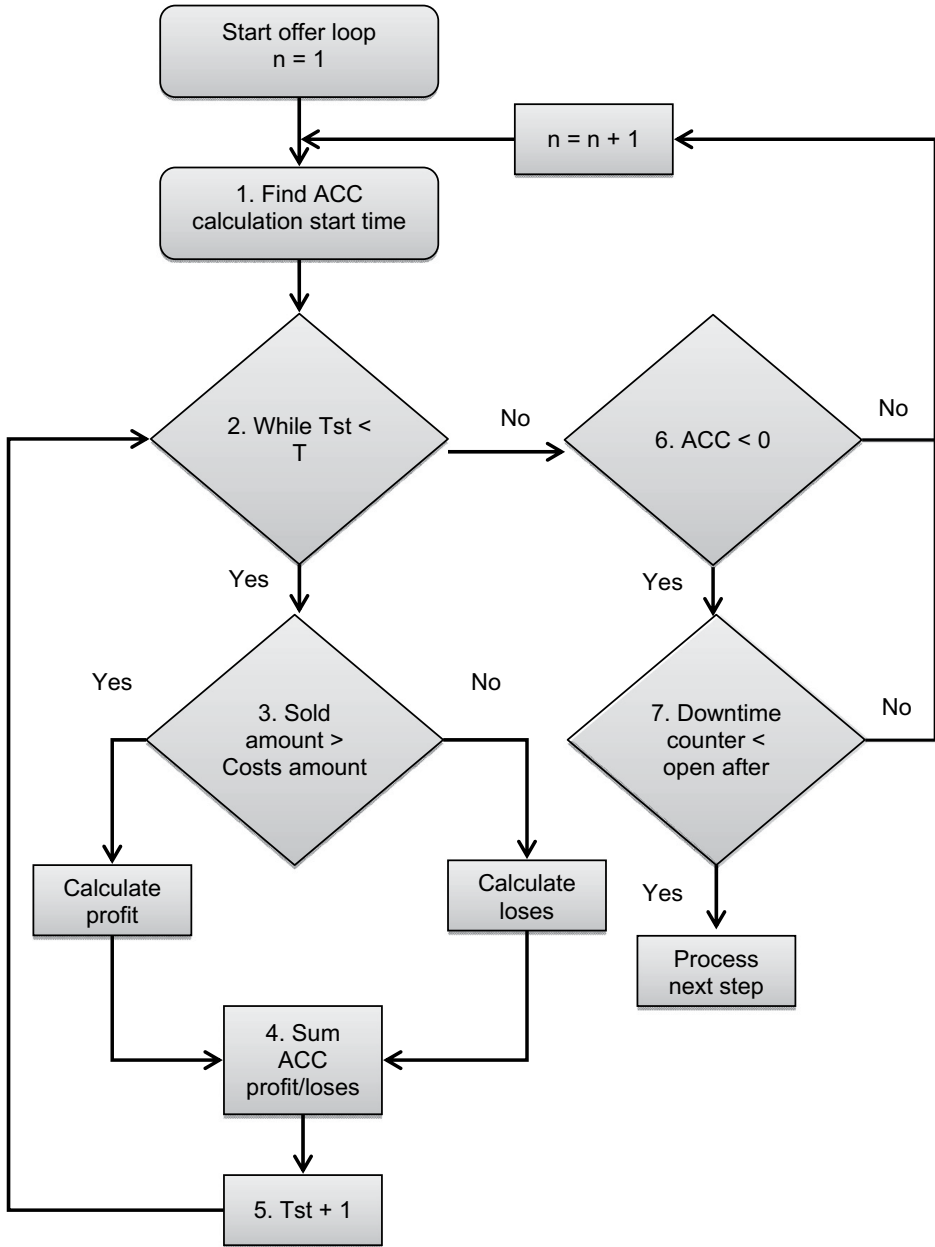 Start offer loop
n = 1
n = n + 1
1. Find ACC
calculation start time
2. While Tst <
T
No
6. ACC < 0
No
Yes
Yes
Yes
3. Sold
amount >
Costs amount
No
7. Downtime
counter <
open after
No
Calculate
profit
Calculate
loses
Yes
Process
next step
4. Sum
ACC
profit/loses
5. Tst + 1